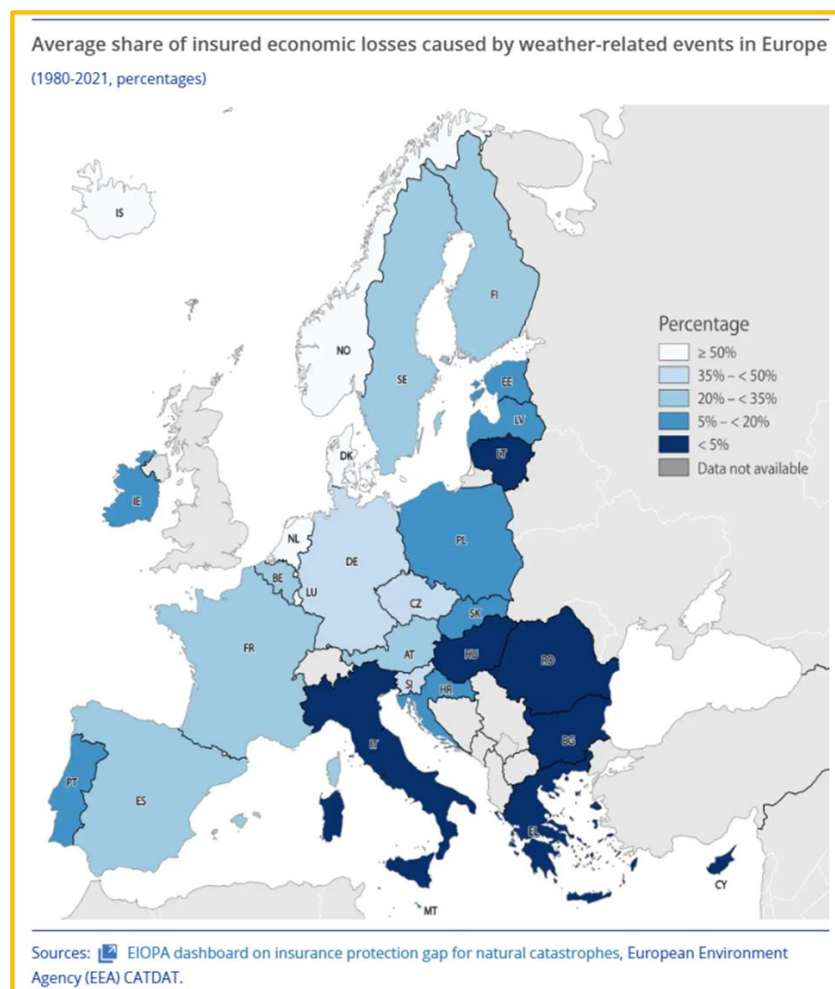 Average share of insured economic losses caused by weather-related events in Europe
(1980-2021, percentages)
IS
FI
NO
SE
Percentage
≥ 50%
35% – < 50%
20% – < 35%
5% – < 20%
< 5%
Data not available
EE
LV
LT
DK
IE
NL
PL
DE
BE
LU
CZ
SK
FR
AT
HU
RO
SI
HR
IT
BG
PT
ES
EL
CY
MT
Sources: EIOPA dashboard on insurance protection gap for natural catastrophes, European Environment
Agency (EEA) CATDAT.